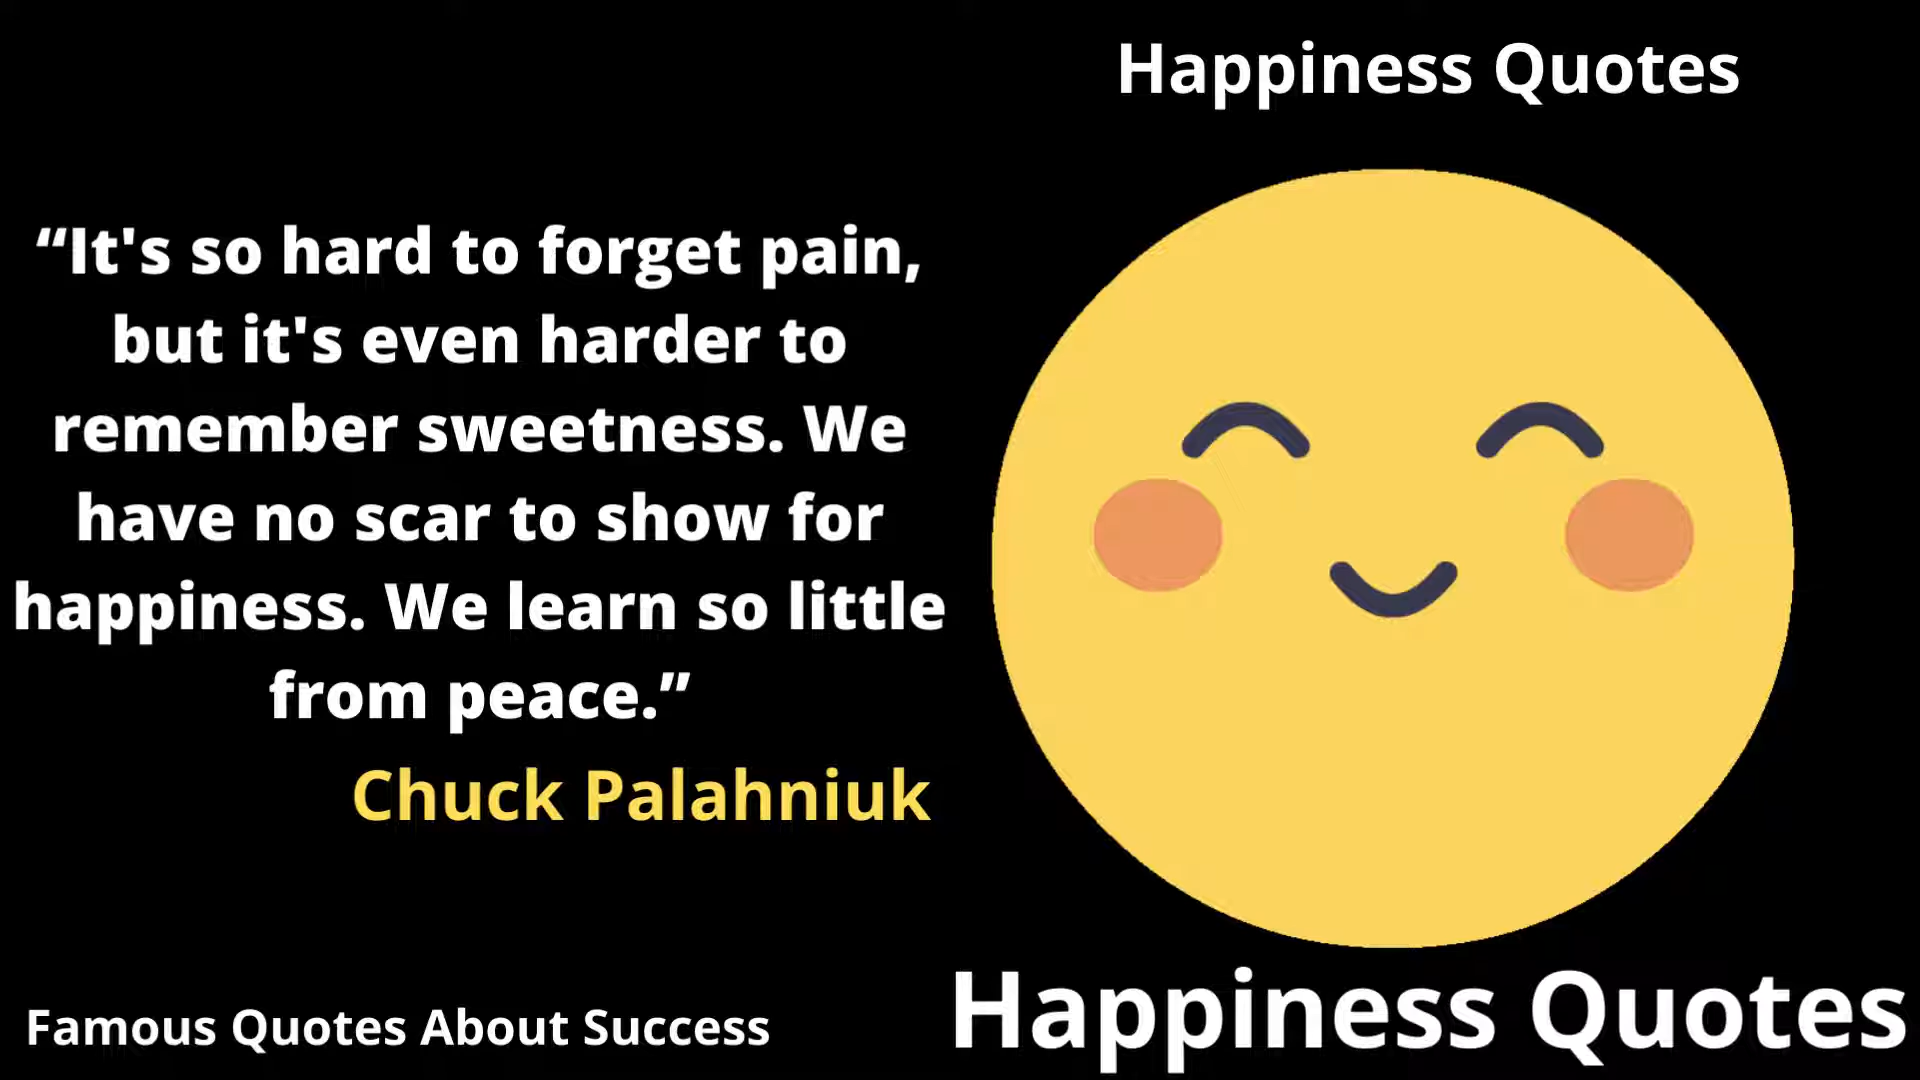 Happiness Quotes
“It's so hard to forget pain,
but it's even harder to
remember sweetness. We
have no scar to show for
happiness. We learn so little
from peace.”
Chuck Palahniuk
Famous Quotes About Success
Happiness Quotes